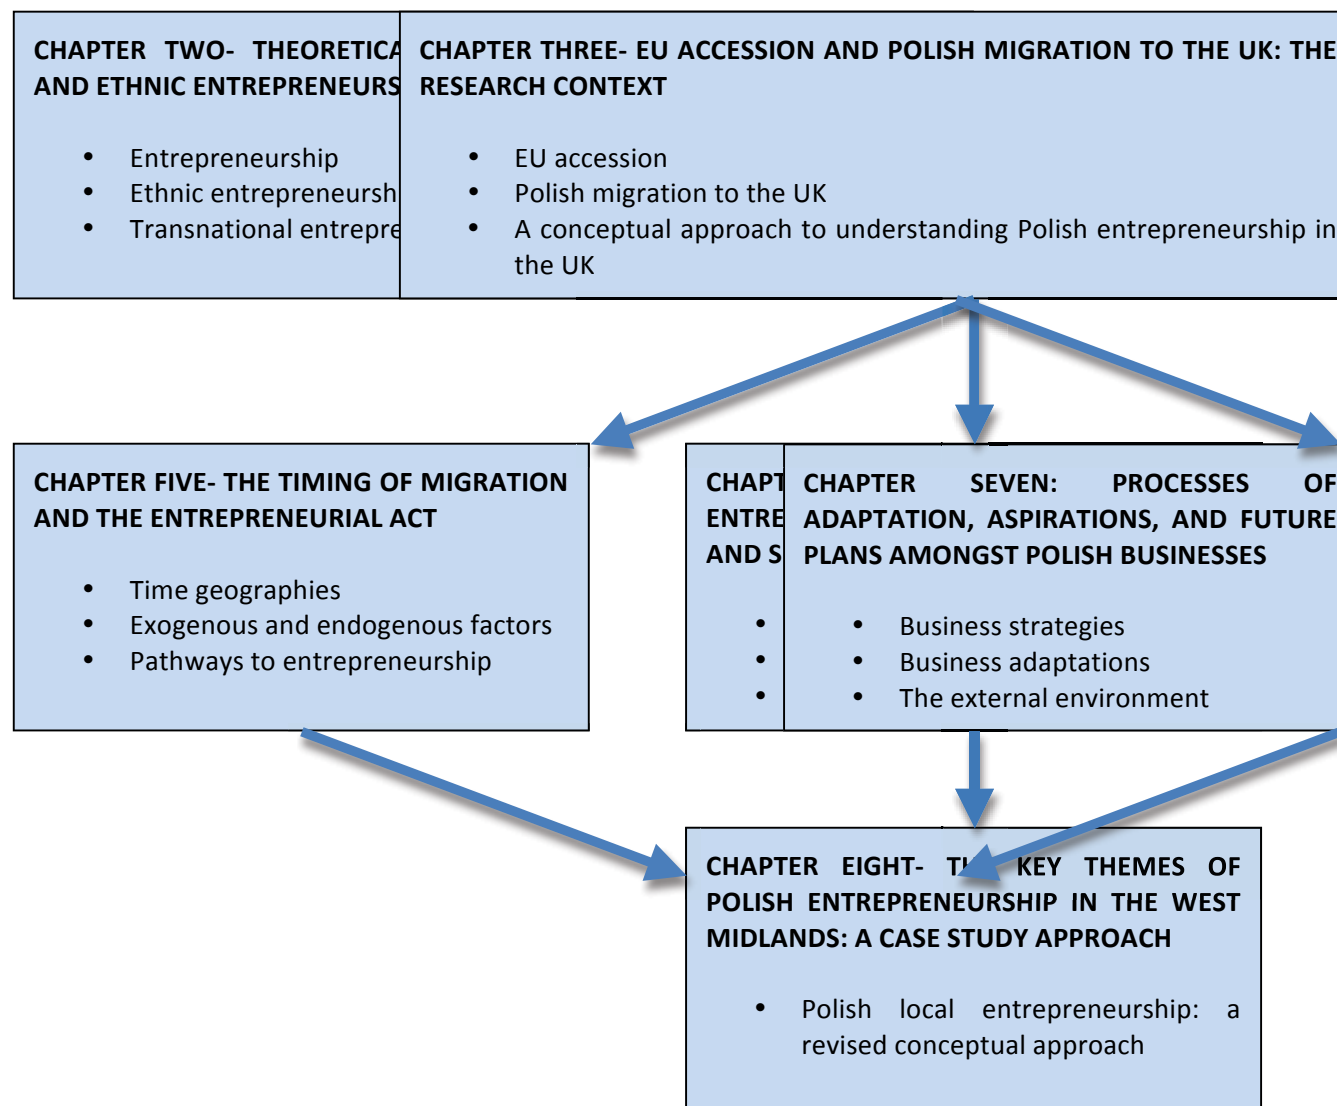 CHAPTER TWO- THEORETICA
AND ETHNIC ENTREPRENEURS
• Entrepreneurship
• Ethnic entrepreneursh
• Transnational entrepre
CHAPTER THREE- EU ACCESSION AND POLISH MIGRATION TO THE UK: THE
RESEARCH CONTEXT
• EU accession
• Polish migration to the UK
• A conceptual approach to understanding Polish entrepreneurship in
the UK
CHAPTER FIVE- THE TIMING OF MIGRATION
AND THE ENTREPRENEURIAL ACT
• Time geographies
• Exogenous and endogenous factors
• Pathways to entrepreneurship
CHAPT
ENTRE
AND S
•
•
•
CHAPTER SEVEN: PROCESSES OF
ADAPTATION, ASPIRATIONS, AND FUTURE
PLANS AMONGST POLISH BUSINESSES
• Business strategies
• Business adaptations
• The external environment
CHAPTER EIGHT- KEY THEMES OF
POLISH ENTREPRENEURSHIP IN THE WEST
MIDLANDS: A CASE STUDY APPROACH
• Polish local entrepreneurship: a
revised conceptual approach